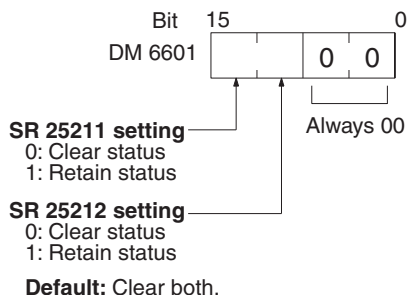 Bit 15 0
DM 6601 0 0
Always 00
SR 25211 setting
0: Clear status
1: Retain status
SR 25212 setting
0: Clear status
1: Retain status
Default: Clear both.